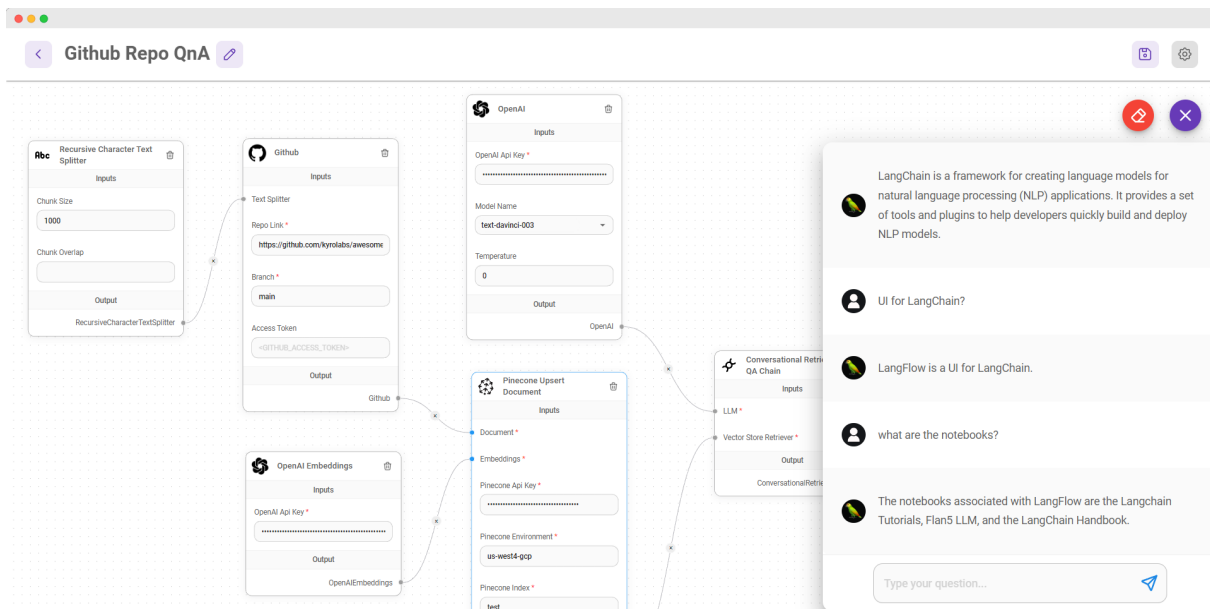 Github Repo QnA
Abc
Recursive Character Text
Splitter
Inputs
Chunk Size
1000
Chunk Overlap
Output
RecursiveCharacterTextSplitter
Github
Inputs
Text Splitter
Repo Link *
https://github.com/kyrolabs/awesome
Branch *
main
Access Token
<GITHUB_ACCESS_TOKEN>
Output
Github
OpenAI Embeddings
Inputs
OpenAI Api Key *
Output
OpenAIEmbeddings
OpenAI
Inputs
OpenAI Api Key *
Model Name
text-davinci-003
Temperature
0
Output
OpenAI
Pinecone Upsert
Document
Inputs
Document *
Embeddings *
Pinecone Api Key *
Pinecone Environment *
us-west4-gcp
Pinecone Index *
test
Conversational Retri
QA Chain
Inputs
LLM *
Vector Store Retriever *
Output
ConversationalRetrie
LangChain is a framework for creating language models for
natural language processing (NLP) applications. It provides a set
of tools and plugins to help developers quickly build and deploy
NLP models.
UI for LangChain?
LangFlow is a UI for LangChain.
what are the notebooks?
The notebooks associated with LangFlow are the Langchain
Tutorials, Flan5 LLM, and the LangChain Handbook.
Type your question...